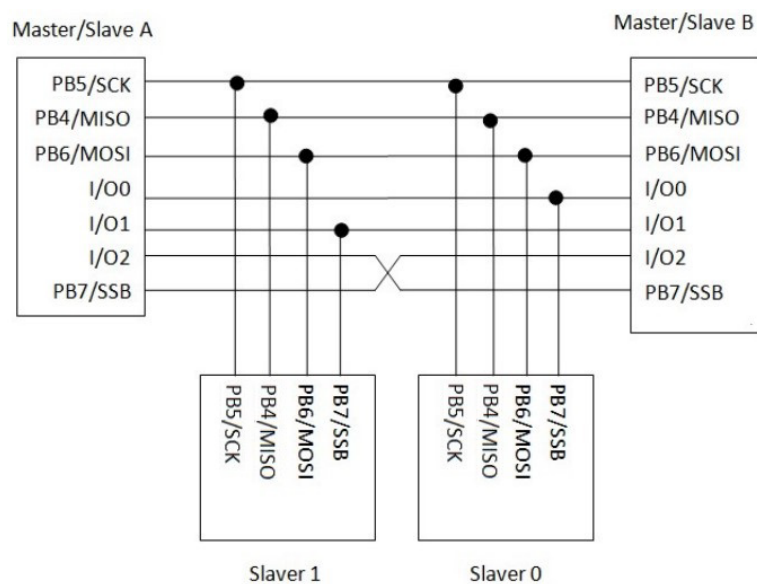 Master/Slave A
Master/Slave B
PB5/SCK
PB4/MISO
PB6/MOSI
I/O0
I/O1
I/O2
PB7/SSB
PB5/SCK
PB4/MISO
PB6/MOSI
I/O0
I/O1
I/O2
PB7/SSB
PB5/SCK
PB4/MISO
PB6/MOSI
PB7/SSB
PB5/SCK
PB4/MISO
PB6/MOSI
PB7/SSB
Slaver 1
Slaver 0